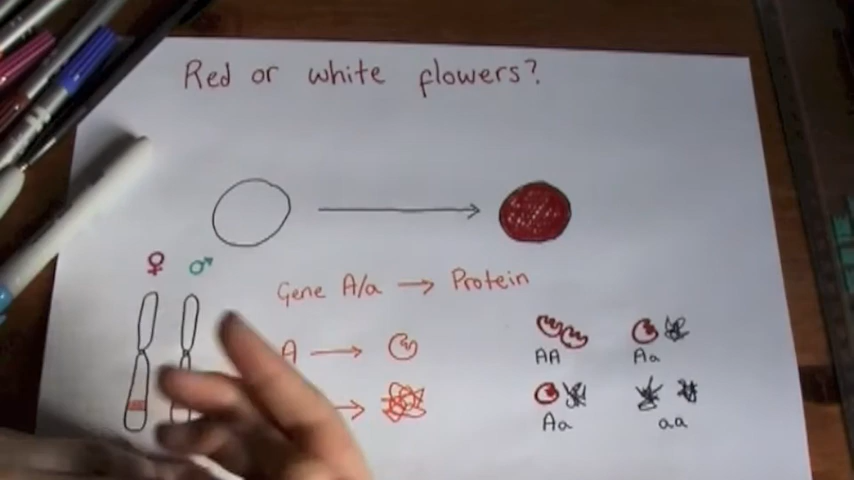 Red or white flowers?
♀ ♂
Gene A/a → Protein
A →
→
AA Aa
Aa aa